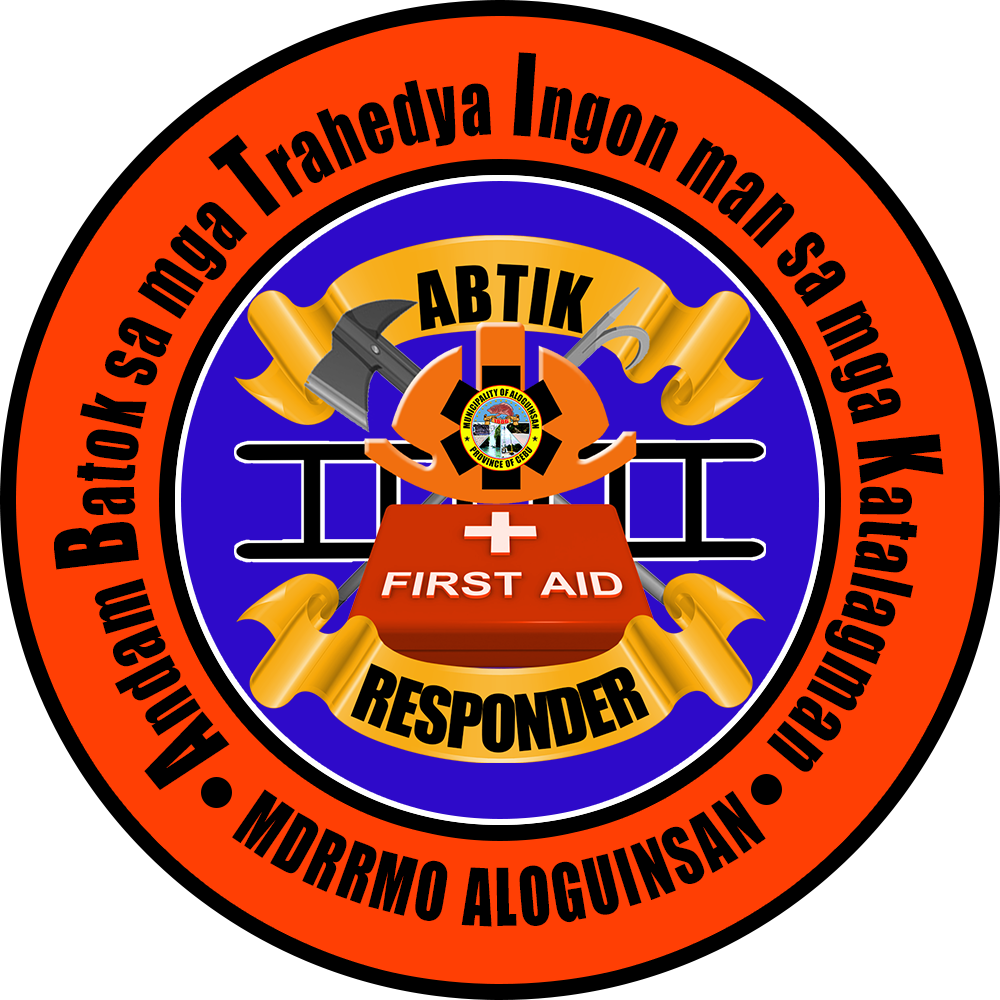 Andam Batok sa mga Trahedya Ingon man sa mga Katalagman
ABTIK
MUNICIPALITY OF ALOGUINSAN
PROVINCE OF CEBU
FIRST AID
RESPONDER
• MDRRMO ALOGUINSAN •